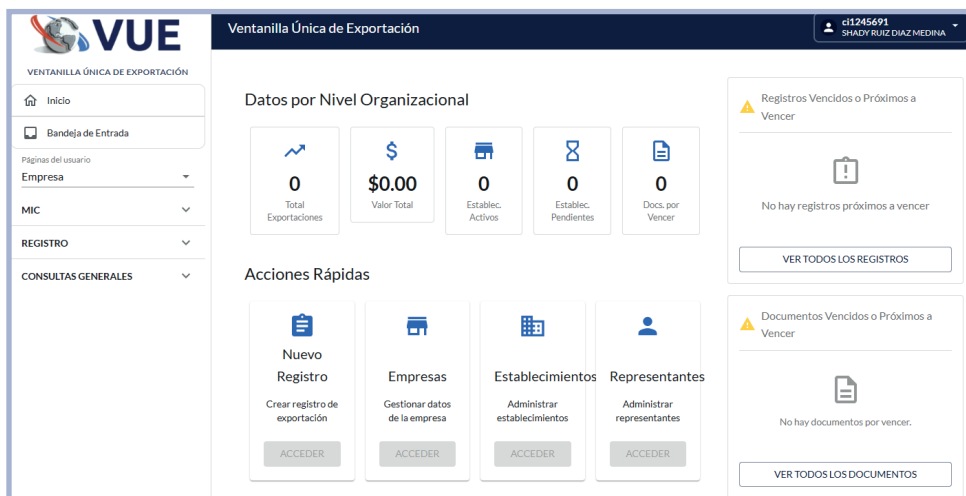 VUE
VENTANILLA ÚNICA DE EXPORTACIÓN
Inicio
Bandeja de Entrada
Páginas del usuario
Empresa
MIC
REGISTRO
CONSULTAS GENERALES
Ventanilla Única de Exportación
ci1245691
SHADY RUIZ DIAZ MEDINA
Datos por Nivel Organizacional
0
Total
Exportaciones
$0.00
Valor Total
0
Establec.
Activos
0
Establec.
Pendientes
0
Docs. por
Vencer
Acciones Rápidas
Nuevo
Registro
Crear registro de
exportación
ACCEDER
Empresas
Gestionar datos
de la empresa
ACCEDER
Establecimientos
Administrar
establecimientos
ACCEDER
Representantes
Administrar
representantes
ACCEDER
Registros Vencidos o Próximos a
Vencer
No hay registros próximos a vencer
VER TODOS LOS REGISTROS
Documentos Vencidos o Próximos a
Vencer
No hay documentos por vencer.
VER TODOS LOS DOCUMENTOS